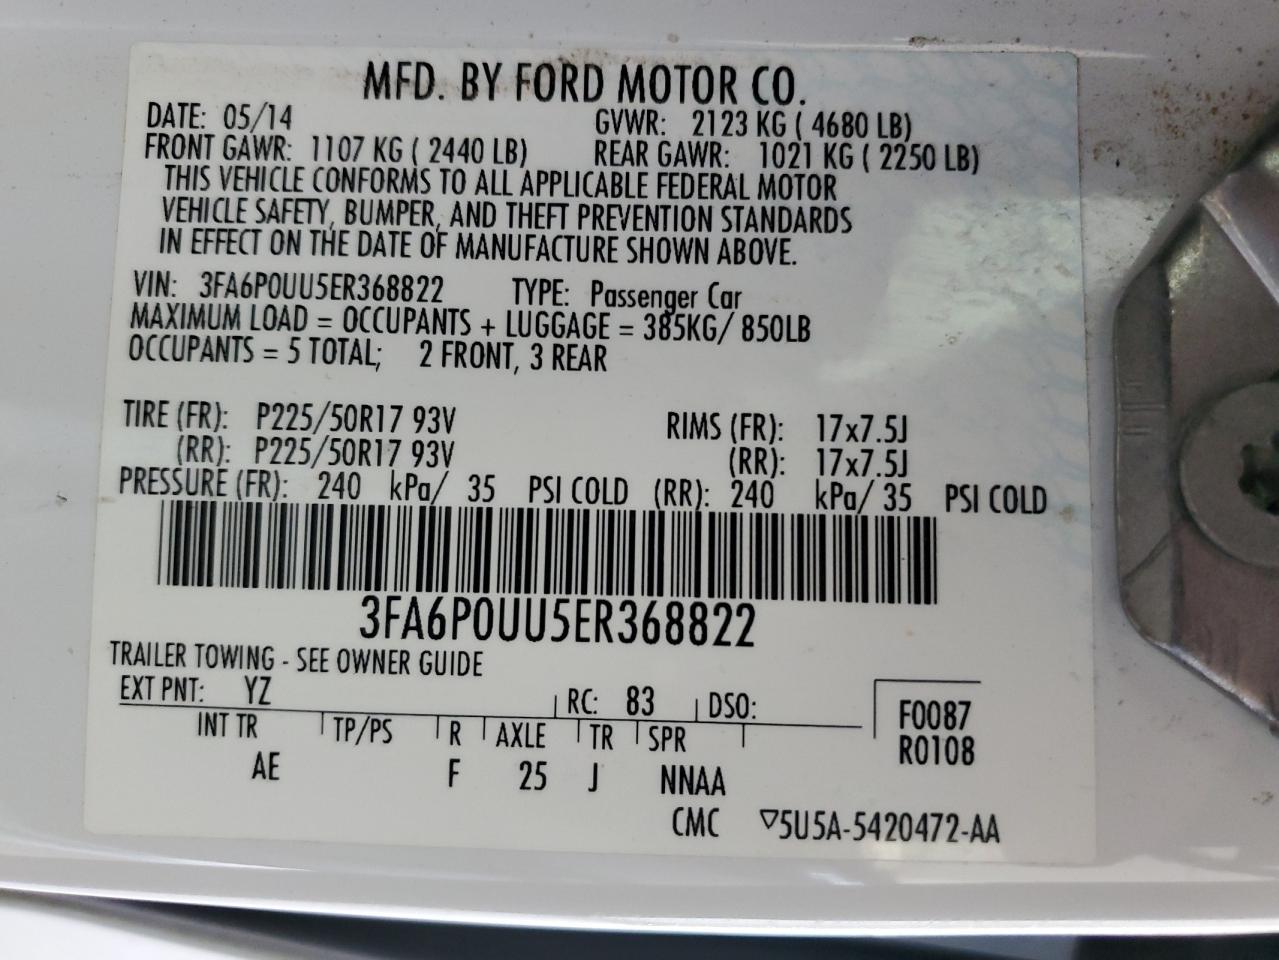 MFD. BY FORD MOTOR CO.
DATE: 05/14 GVWR: 2123 KG ( 4680 LB)
FRONT GAWR: 1107 KG ( 2440 LB) REAR GAWR: 1021 KG ( 2250 LB)
THIS VEHICLE CONFORMS TO ALL APPLICABLE FEDERAL MOTOR
VEHICLE SAFETY, BUMPER, AND THEFT PREVENTION STANDARDS
IN EFFECT ON THE DATE OF MANUFACTURE SHOWN ABOVE.
VIN: 3FA6P0UU5ER368822 TYPE: Passenger Car
MAXIMUM LOAD = OCCUPANTS + LUGGAGE = 385KG/ 850LB
OCCUPANTS = 5 TOTAL; 2 FRONT, 3 REAR
TIRE (FR): P225/50R17 93V RIMS (FR): 17x7.5J
(RR): P225/50R17 93V (RR): 17x7.5J
PRESSURE (FR): 240 kPa/ 35 PSI COLD (RR): 240 kPa/ 35 PSI COLD
3FA6P0UU5ER368822
TRAILER TOWING - SEE OWNER GUIDE
EXT PNT: YZ RC: 83 DSO: F0087
INT TR TP/PS R AXLE TR SPR R0108
AE F 25 J NNAA
CMC ▽5U5A-5420472-AA